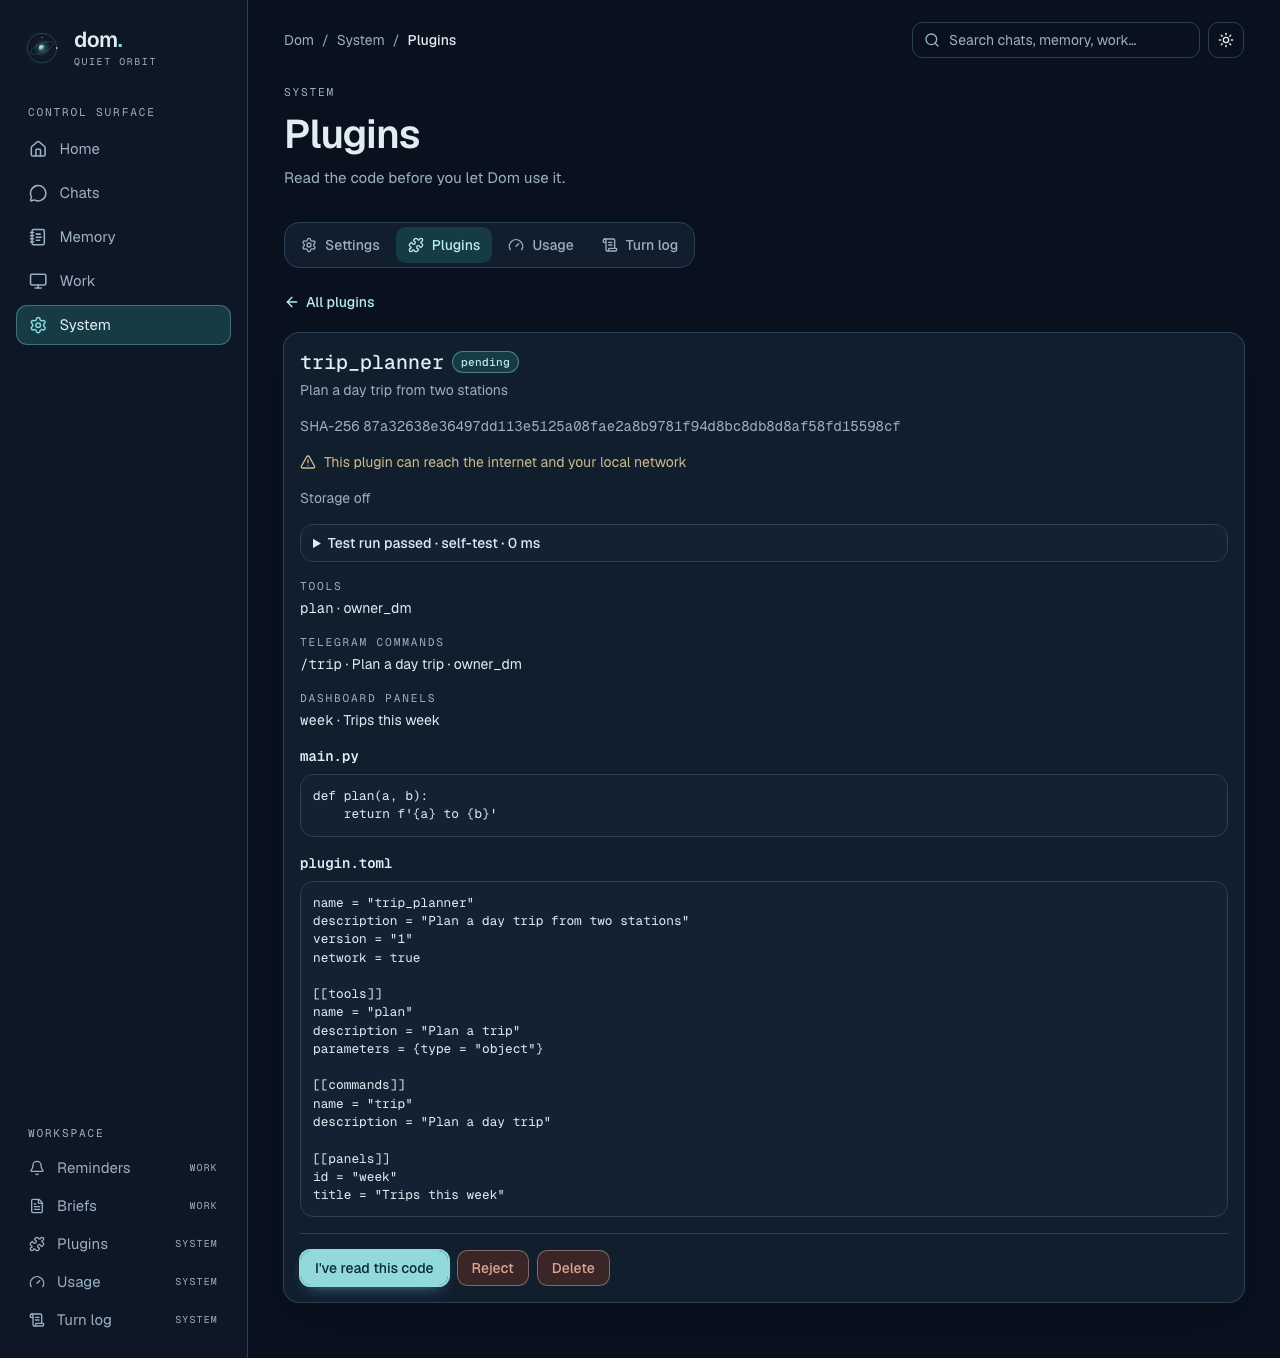 dom.
QUIET ORBIT
CONTROL SURFACE
Home
Chats
Memory
Work
System
WORKSPACE
Reminders WORK
Briefs WORK
Plugins SYSTEM
Usage SYSTEM
Turn log SYSTEM
Dom / System / Plugins
Search chats, memory, work…
SYSTEM
Plugins
Read the code before you let Dom use it.
Settings Plugins Usage Turn log
All plugins
trip_planner pending
Plan a day trip from two stations
SHA-256 87a32638e36497dd113e5125a08fae2a8b9781f94d8bc8db8d8af58fd15598cf
This plugin can reach the internet and your local network
Storage off
Test run passed · self-test · 0 ms
TOOLS
plan · owner_dm
TELEGRAM COMMANDS
/trip · Plan a day trip · owner_dm
DASHBOARD PANELS
week · Trips this week
main.py
def plan(a, b):
    return f'{a} to {b}'
plugin.toml
name = "trip_planner"
description = "Plan a day trip from two stations"
version = "1"
network = true
[[tools]]
name = "plan"
description = "Plan a trip"
parameters = {type = "object"}
[[commands]]
name = "trip"
description = "Plan a day trip"
[[panels]]
id = "week"
title = "Trips this week"
I've read this code Reject Delete